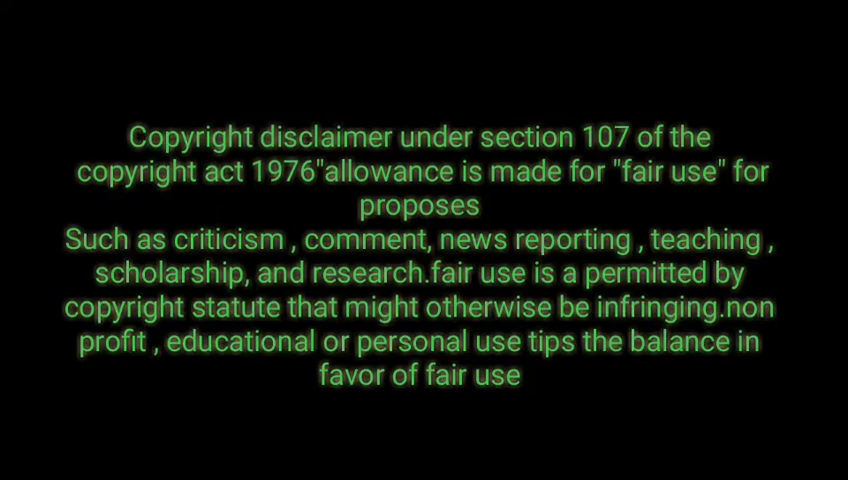 Copyright disclaimer under section 107 of the
copyright act 1976"allowance is made for "fair use" for
proposes
Such as criticism , comment, news reporting , teaching ,
scholarship, and research.fair use is a permitted by
copyright statute that might otherwise be infringing.non
profit , educational or personal use tips the balance in
favor of fair use